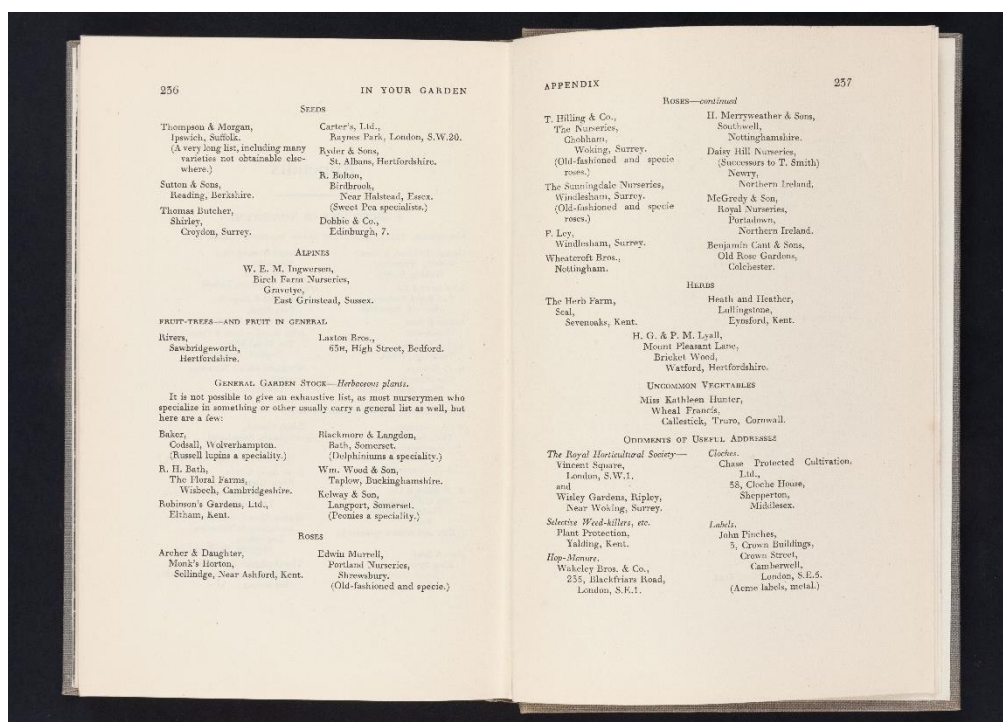 236 IN YOUR GARDEN
SEEDS
Thompson & Morgan,
Ipswich, Suffolk.
(A very long list, including many
varieties not obtainable else-
where.)
Sutton & Sons,
Reading, Berkshire.
Thomas Butcher,
Shirley,
Croydon, Surrey.
Carter's, Ltd.,
Raynes Park, London, S.W.20.
Ryder & Sons,
St. Albans, Hertfordshire.
R. Bolton,
Birdbrook,
Near Halstead, Essex.
(Sweet Pea specialists.)
Dobbie & Co.,
Edinburgh, 7.
ALPINES
W. E. M. Ingwersen,
Birch Farm Nurseries,
Gravetye,
East Grinstead, Sussex.
FRUIT-TREES—AND FRUIT IN GENERAL
Rivers,
Sawbridgeworth,
Hertfordshire.
Laxton Bros.,
63H, High Street, Bedford.
GENERAL GARDEN STOCK—Herbaceous plants.
It is not possible to give an exhaustive list, as most nurserymen who
specialize in something or other usually carry a general list as well, but
here are a few:
Baker,
Codsall, Wolverhampton.
(Russell lupins a speciality.)
R. H. Bath,
The Floral Farms,
Wisbech, Cambridgeshire.
Robinson's Gardens, Ltd.,
Eltham, Kent.
Blackmore & Langdon,
Bath, Somerset.
(Delphiniums a speciality.)
Wm. Wood & Son,
Taplow, Buckinghamshire.
Kelway & Son,
Langport, Somerset.
(Peonies a speciality.)
ROSES
Archer & Daughter,
Monk's Horton,
Sellindge, Near Ashford, Kent.
Edwin Murrell,
Portland Nurseries,
Shrewsbury.
(Old-fashioned and specie.)
APPENDIX 237
ROSES—continued
T. Hilling & Co.,
The Nurseries,
Chobham,
Woking, Surrey.
(Old-fashioned and specie
roses.)
The Sunningdale Nurseries,
Windlesham, Surrey.
(Old-fashioned and specie
roses.)
F. Ley,
Windlesham, Surrey.
Wheatcroft Bros.,
Nottingham.
H. Merryweather & Sons,
Southwell,
Nottinghamshire.
Daisy Hill Nurseries,
(Successors to T. Smith)
Newry,
Northern Ireland,
McGredy & Son,
Royal Nurseries,
Portadown,
Northern Ireland.
Benjamin Cant & Sons,
Old Rose Gardens,
Colchester.
HERBS
The Herb Farm,
Seal,
Sevenoaks, Kent.
Heath and Heather,
Lullingstone,
Eynsford, Kent.
H. G. & P. M. Lyall,
Mount Pleasant Lane,
Bricket Wood,
Watford, Hertfordshire.
UNCOMMON VEGETABLES
Miss Kathleen Hunter,
Wheal Francis,
Callestick, Truro, Cornwall.
ODDMENTS OF USEFUL ADDRESSES
The Royal Horticultural Society—
Vincent Square,
London, S.W.1.
and
Wisley Gardens, Ripley,
Near Woking, Surrey.
Selective Weed-killers, etc.
Plant Protection,
Yalding, Kent.
Hop-Manure.
Wakeley Bros. & Co.,
235, Blackfriars Road,
London, S.E.1.
Cloches.
Chase Protected Cultivation.
Ltd.,
38, Cloche House,
Shepperton,
Middlesex.
Labels.
John Pinches,
5, Crown Buildings,
Crown Street,
Camberwell,
London, S.E.5.
(Acme labels, metal.)